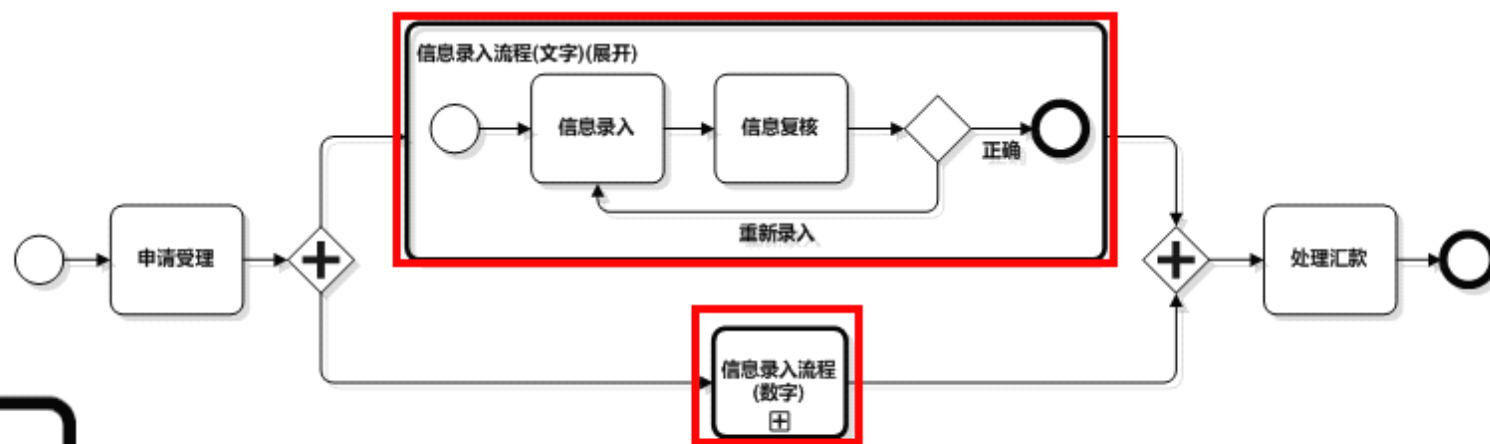 信息录入流程(文字)(展开)
信息录入
信息复核
正确
重新录入
申请受理
处理汇款
信息录入流程
(数字)